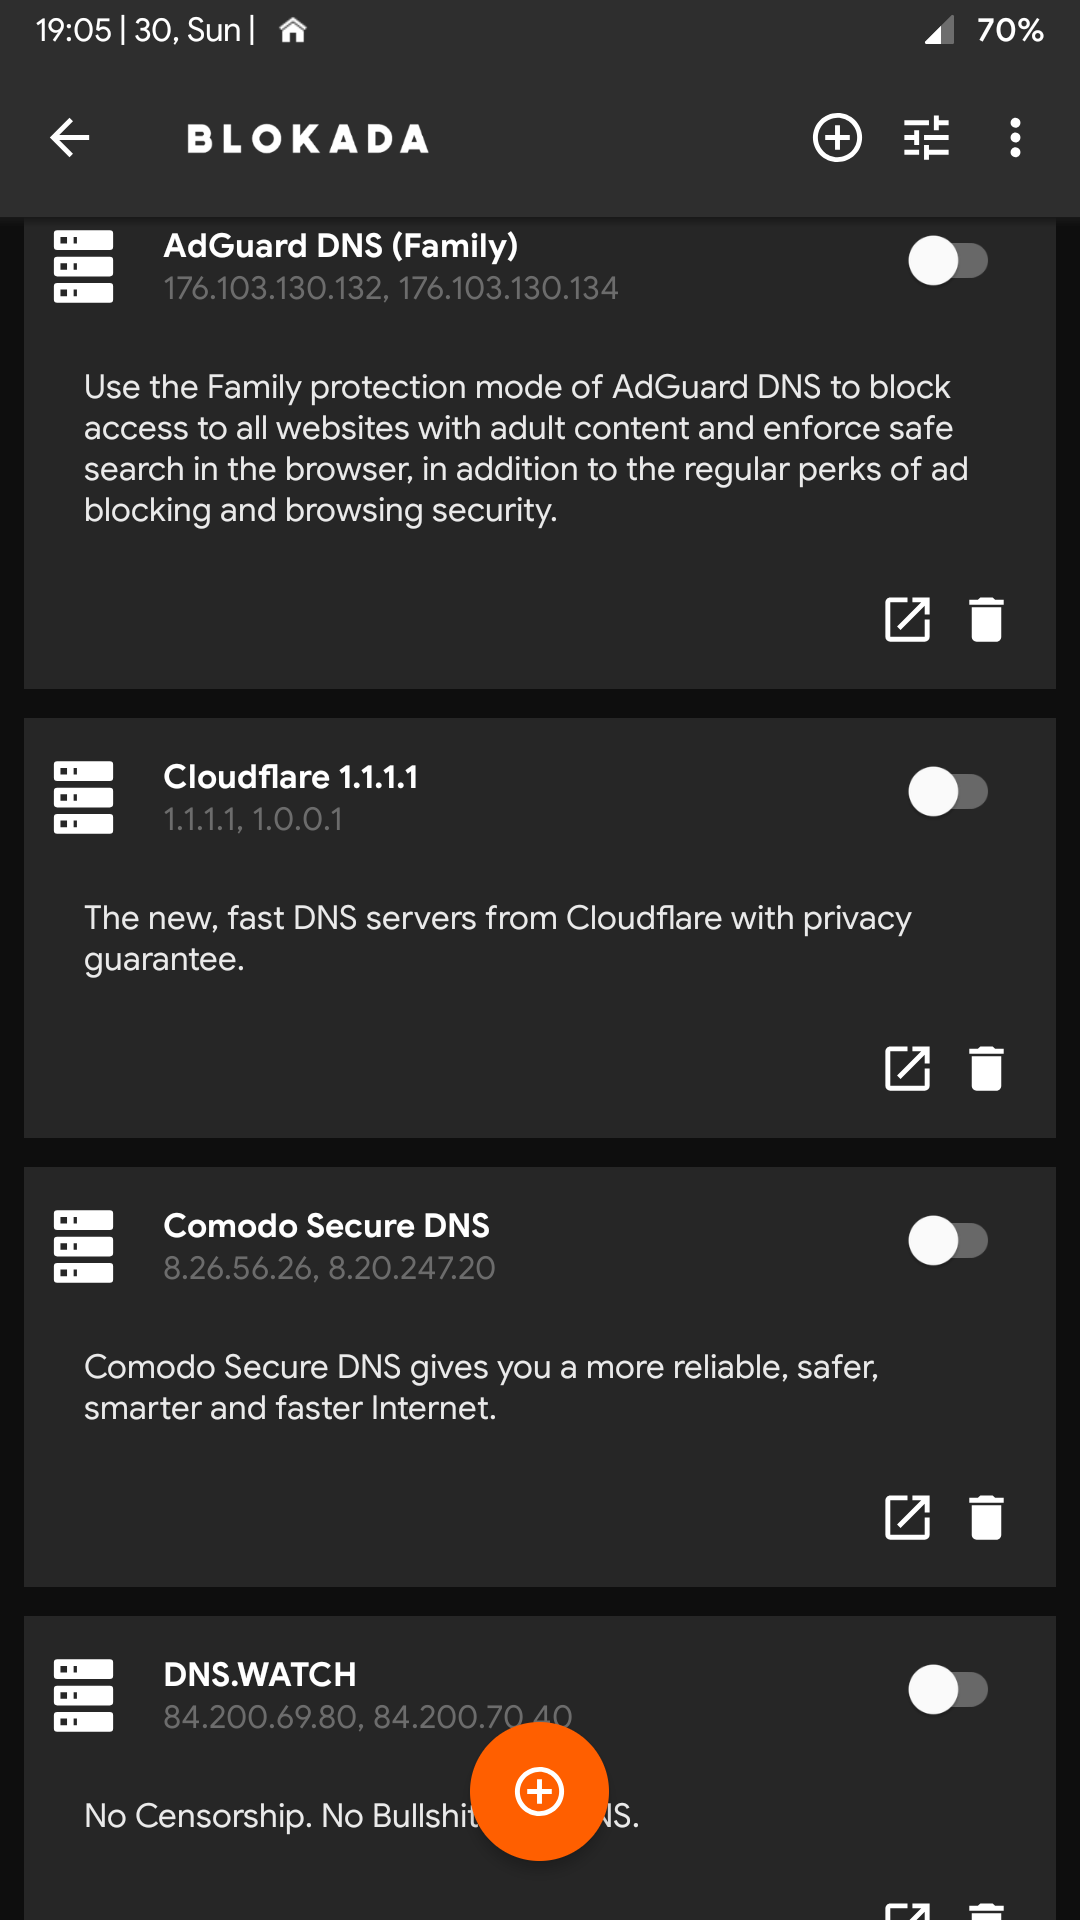 19:05 | 30, Sun |
70%
BLOKADA
AdGuard DNS (Family)
176.103.130.132, 176.103.130.134
Use the Family protection mode of AdGuard DNS to block
access to all websites with adult content and enforce safe
search in the browser, in addition to the regular perks of ad
blocking and browsing security.
Cloudflare 1.1.1.1
1.1.1.1, 1.0.0.1
The new, fast DNS servers from Cloudflare with privacy
guarantee.
Comodo Secure DNS
8.26.56.26, 8.20.247.20
Comodo Secure DNS gives you a more reliable, safer,
smarter and faster Internet.
DNS.WATCH
84.200.69.80, 84.200.70.40
No Censorship. No Bullshit